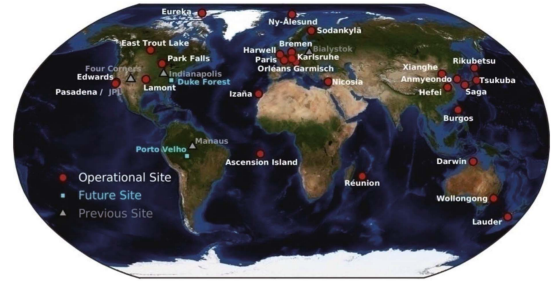 Eureka
Ny-Ålesund
Sodankylä
East Trout Lake
Bremen
Harwell
Bialystok
Park Falls
Paris
Karlsruhe
Rikubetsu
Four Corners
Orléans Garmisch
Xianghe
Indianapolis
Edwards
Anmyeondo
Tsukuba
Duke Forest
Nicosia
Lamont
Pasadena / JPL
Izaña
Hefei
Saga
Burgos
Manaus
Porto Velho
Ascension Island
Darwin
Operational Site
Réunion
Future Site
Wollongong
Previous Site
Lauder